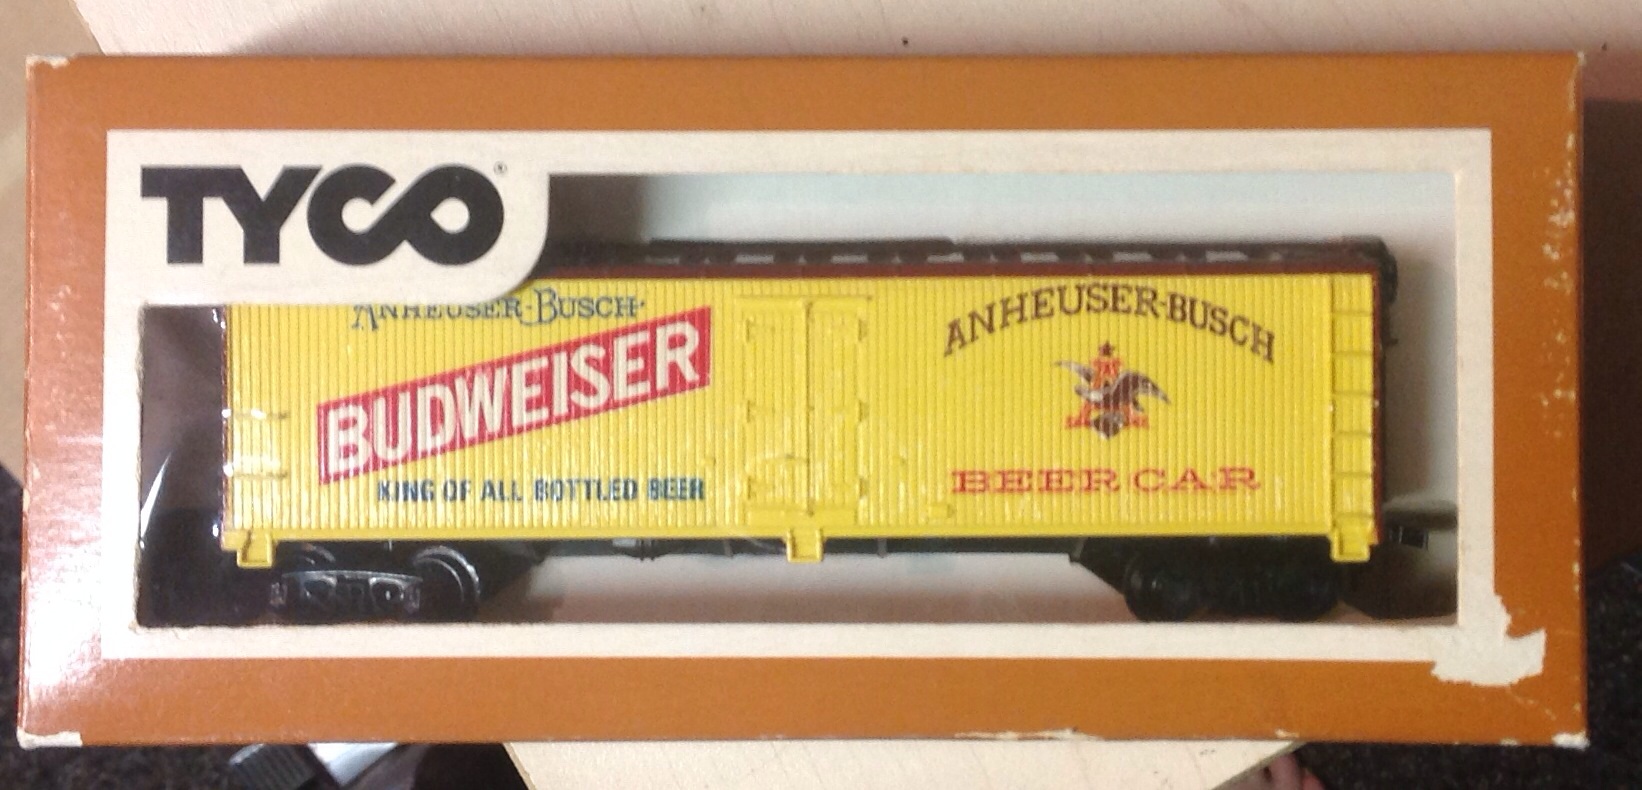 TYCO®
ANHEUSER-BUSCH
BUDWEISER
KING OF ALL BOTTLED BEER
ANHEUSER-BUSCH
BEER CAR